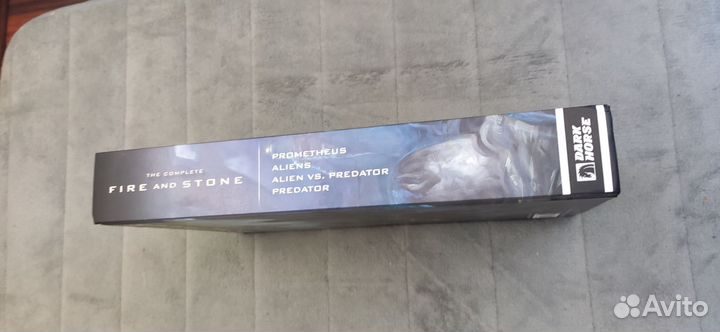 THE COMPLETE
FIRE AND STONE
PROMETHEUS
ALIENS
ALIEN VS. PREDATOR
PREDATOR
DARK
HORSE
Avito